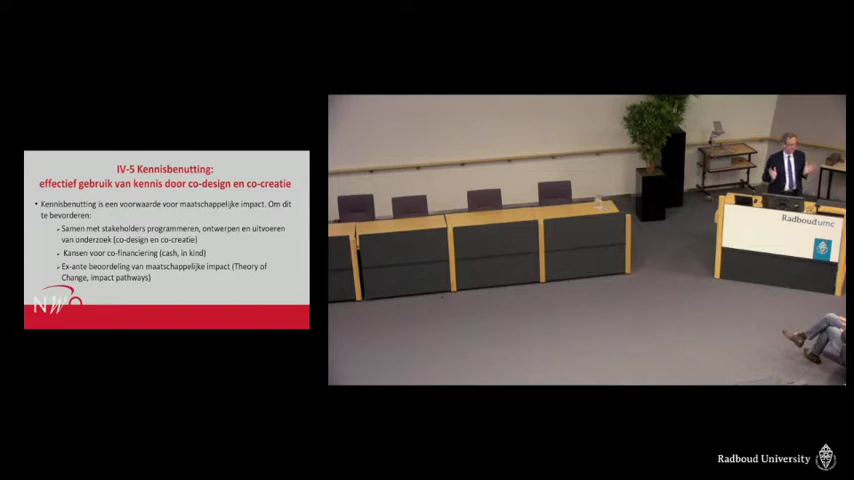 IV-5 Kennisbenutting:
effectief gebruik van kennis door co-design en co-creatie
• Kennisbenutting is een voorwaarde voor maatschappelijke impact. Om dit
te bevorderen:
➢ Samen met stakeholders programmeren, ontwerpen en uitvoeren
van onderzoek (co-design en co-creatie)
➢ Kansen voor co-financiering (cash, in kind)
➢ Ex-ante beoordeling van maatschappelijke impact (Theory of
Change, impact pathways)
NWO
Radboudumc
Radboud University